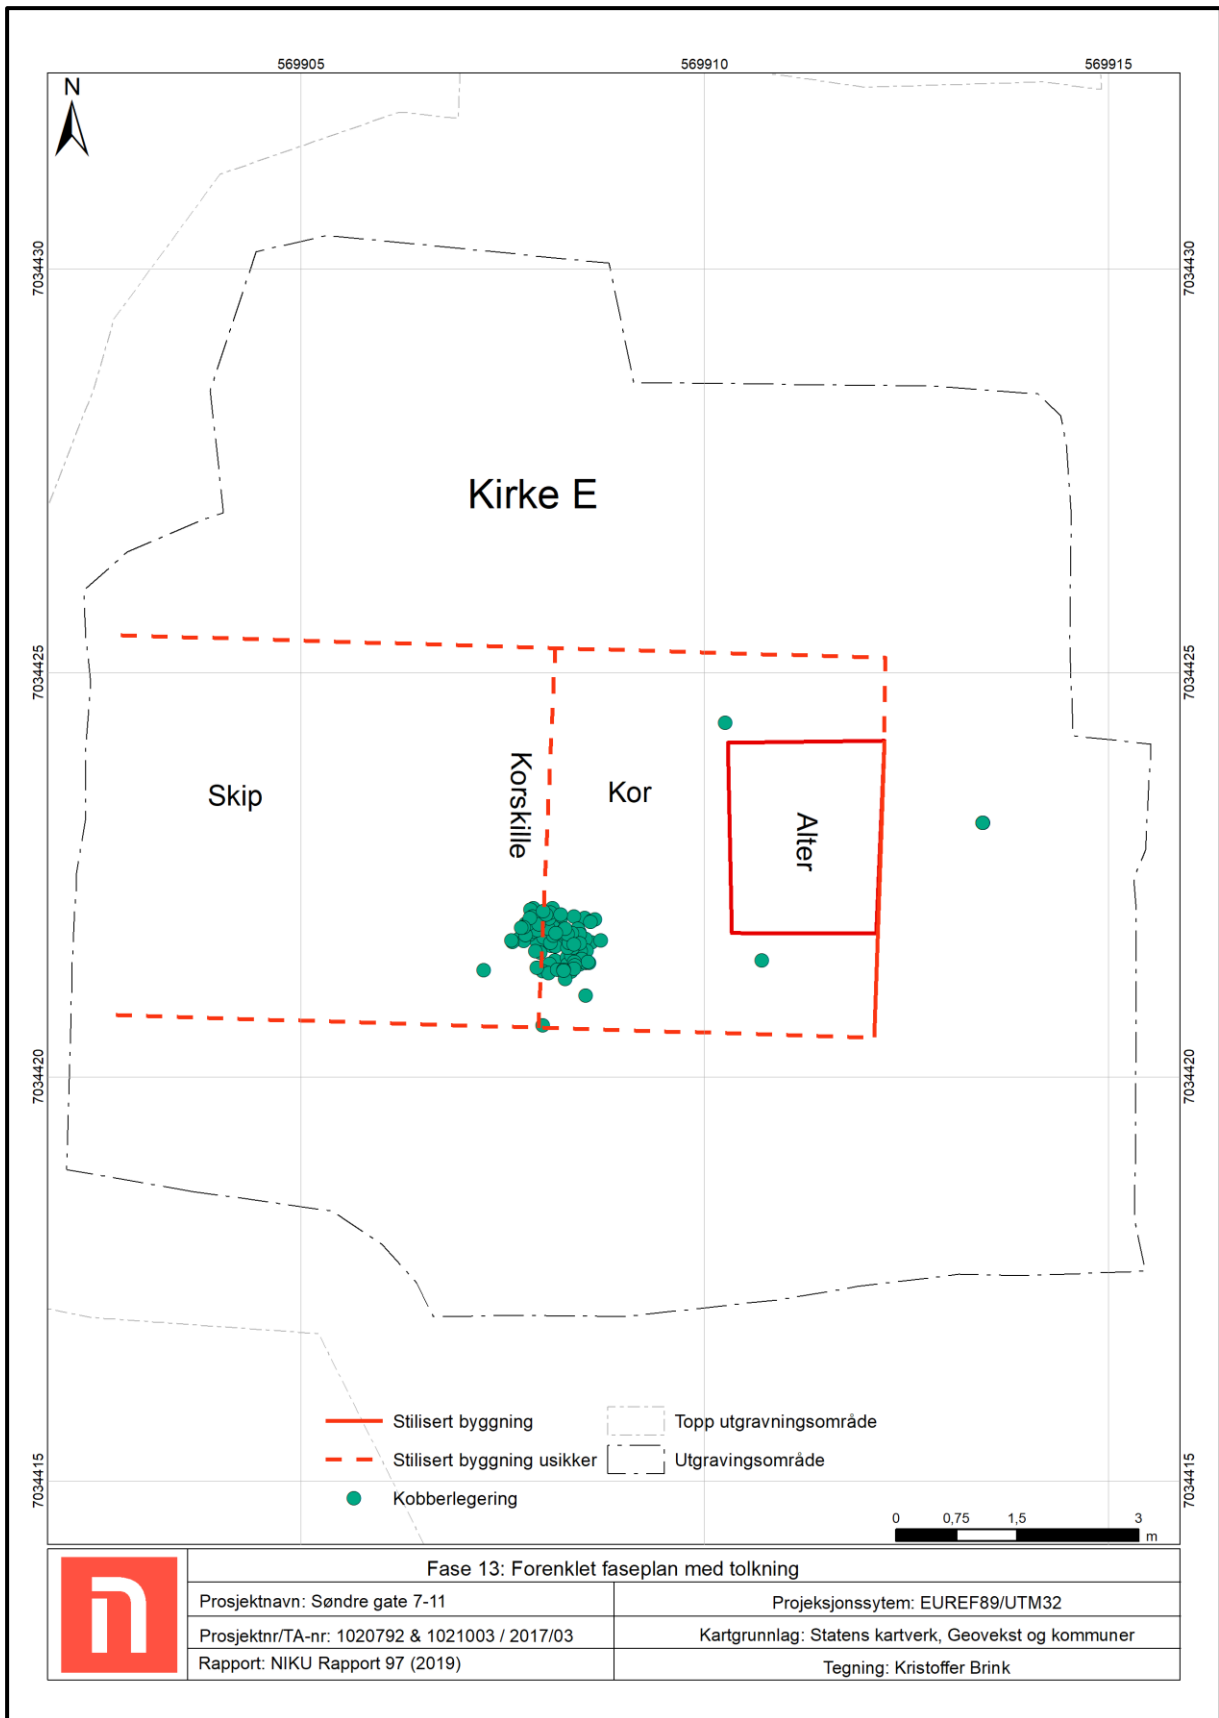 569905 569910 569915
N
7034430 7034430
Kirke E
7034425 7034425
Skip
Korskille
Kor
Alter
7034420 7034420
Stilisert byggning
Topp utgravningsområde
Stilisert byggning usikker
Utgravingsområde
Kobberlegering
7034415 7034415
0 0,75 1,5 3
m
Fase 13: Forenklet faseplan med tolkning
Prosjektnavn: Søndre gate 7-11
Projeksjonssytem: EUREF89/UTM32
Prosjektnr/TA-nr: 1020792 & 1021003 / 2017/03
Kartgrunnlag: Statens kartverk, Geovekst og kommuner
Rapport: NIKU Rapport 97 (2019)
Tegning: Kristoffer Brink